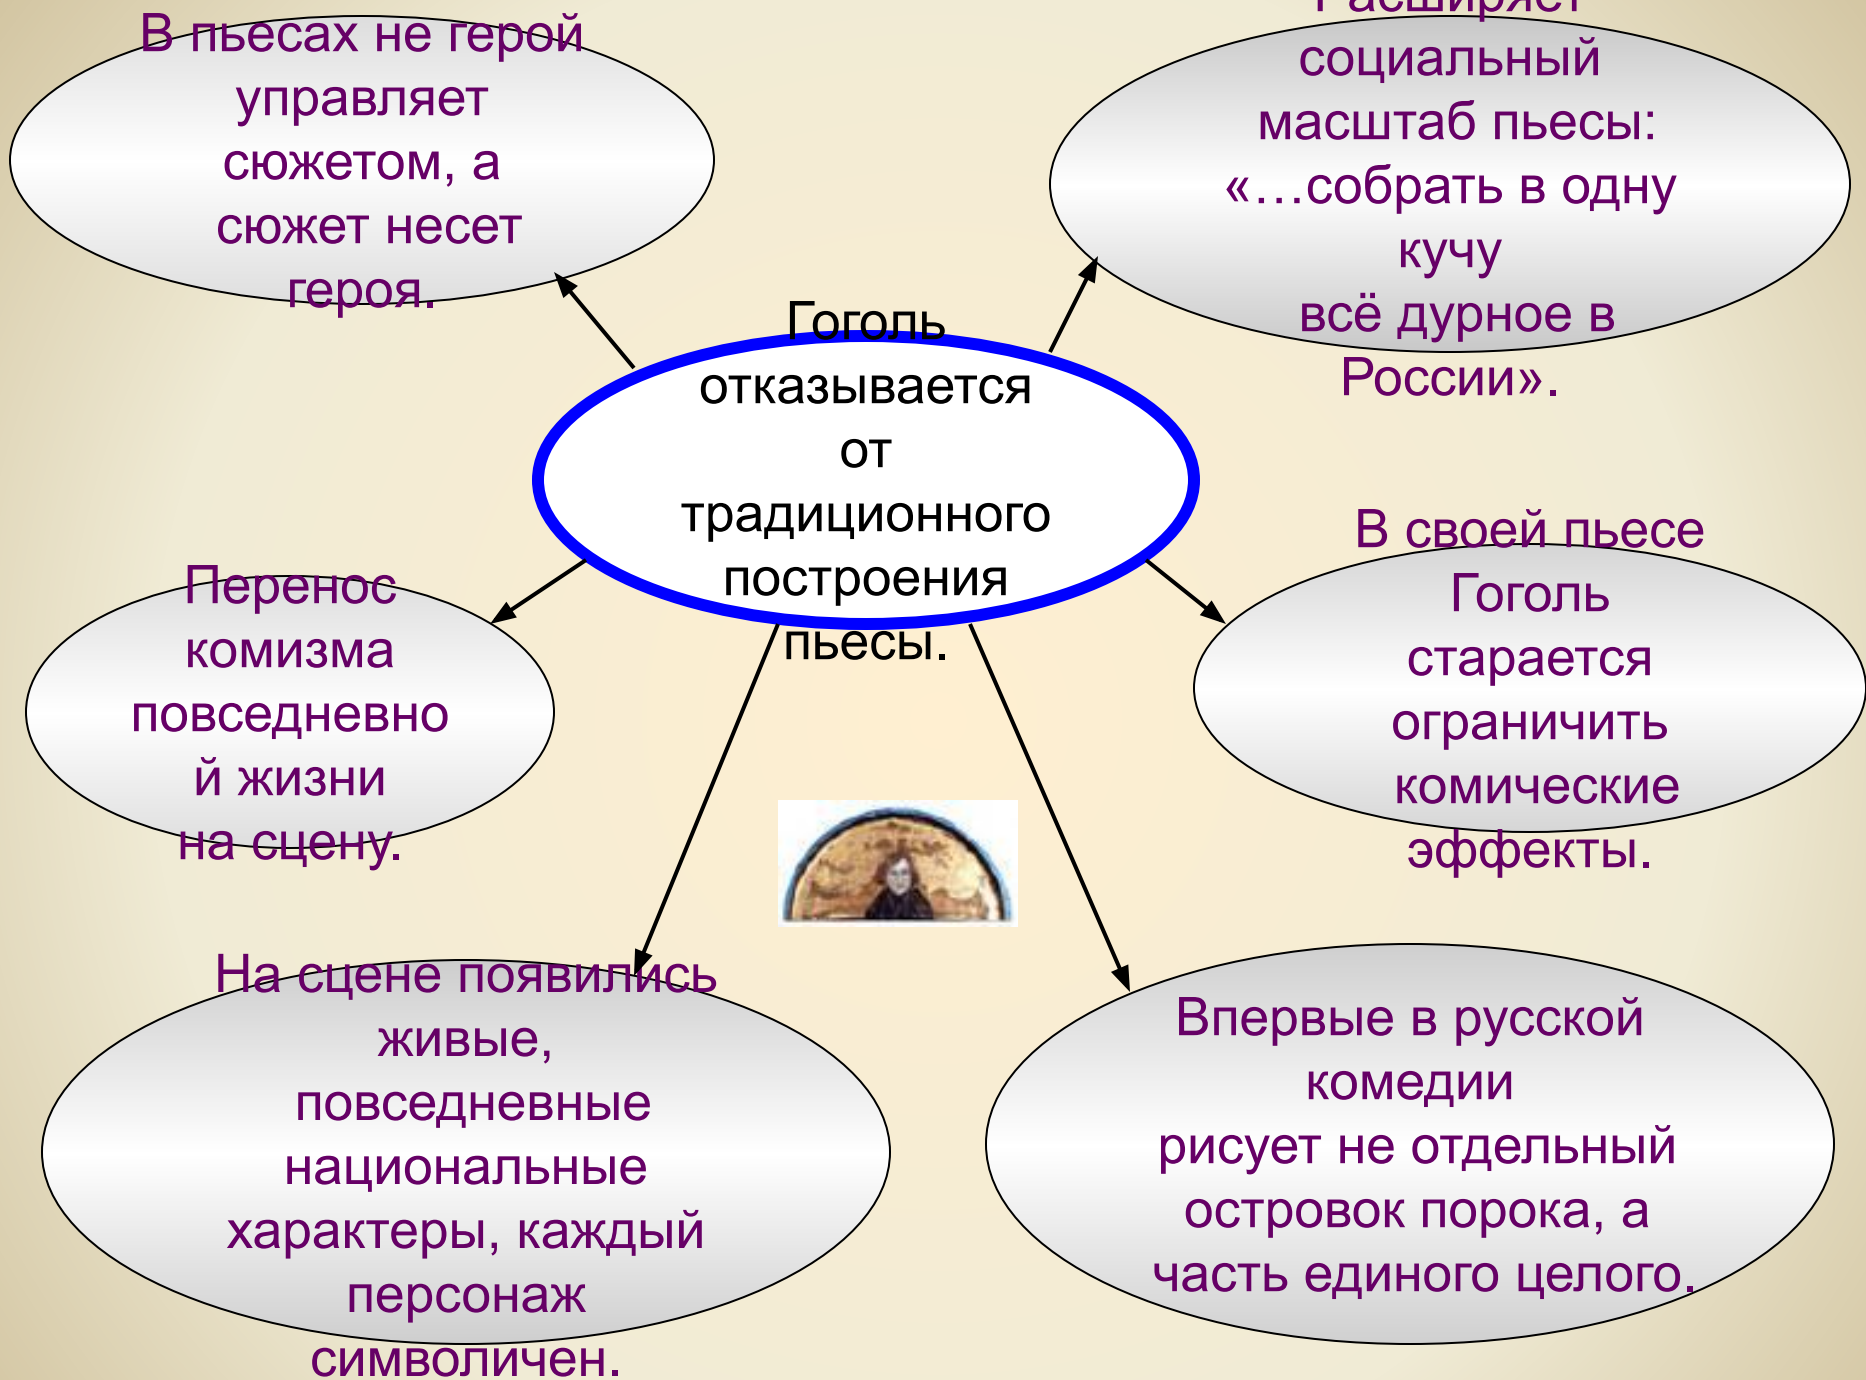 В пьесах не герой
управляет
сюжетом, а
сюжет несет
героя.
Расширяет
социальный
масштаб пьесы:
«…собрать в одну
кучу
всё дурное в
России».
Гоголь
отказывается
от
традиционного
построения
пьесы.
Перенос
комизма
повседневно
й жизни
на сцену.
В своей пьесе
Гоголь
старается
ограничить
комические
эффекты.
На сцене появились
живые,
повседневные
национальные
характеры, каждый
персонаж
символичен.
Впервые в русской
комедии
рисует не отдельный
островок порока, а
часть единого целого.